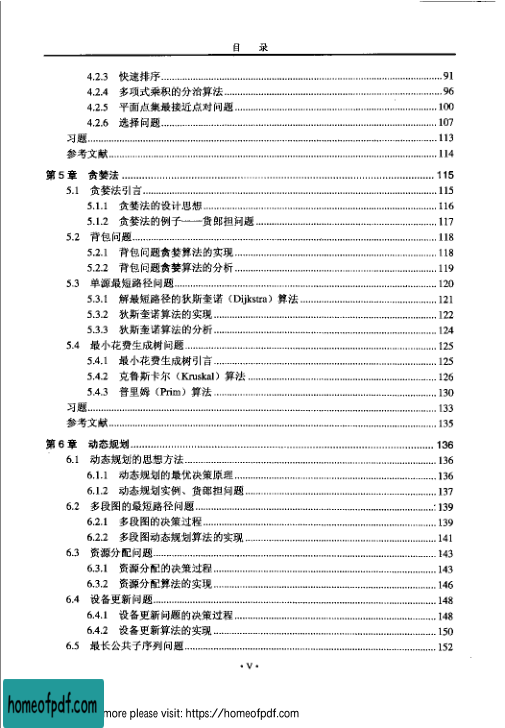 目 录
4.2.3 快速排序 91
4.2.4 多项式乘积的分治算法 96
4.2.5 平面点集最接近点对问题 100
4.2.6 选择问题 107
习题 113
参考文献 114
第5章 贪婪法 115
5.1 贪婪法引言 115
5.1.1 贪婪法的设计思想 116
5.1.2 贪婪法的例子——货郎担问题 117
5.2 背包问题 118
5.2.1 背包问题贪婪算法的实现 118
5.2.2 背包问题贪婪算法的分析 119
5.3 单源最短路径问题 120
5.3.1 解最短路径的狄斯奎诺（Dijkstra）算法 121
5.3.2 狄斯奎诺算法的实现 122
5.3.3 狄斯奎诺算法的分析 124
5.4 最小花费生成树问题 125
5.4.1 最小花费生成树引言 125
5.4.2 克鲁斯卡尔（Kruskal）算法 126
5.4.3 普里姆（Prim）算法 130
习题 133
参考文献 135
第6章 动态规划 136
6.1 动态规划的思想方法 136
6.1.1 动态规划的最优决策原理 136
6.1.2 动态规划实例、货郎担问题 137
6.2 多段图的最短路径问题 139
6.2.1 多段图的决策过程 139
6.2.2 多段图动态规划算法的实现 141
6.3 资源分配问题 143
6.3.1 资源分配的决策过程 143
6.3.2 资源分配算法的实现 146
6.4 设备更新问题 148
6.4.1 设备更新问题的决策过程 148
6.4.2 设备更新算法的实现 150
6.5 最长公共子序列问题 152
·V·
homeofpdf.com
more please visit: https://homeofpdf.com